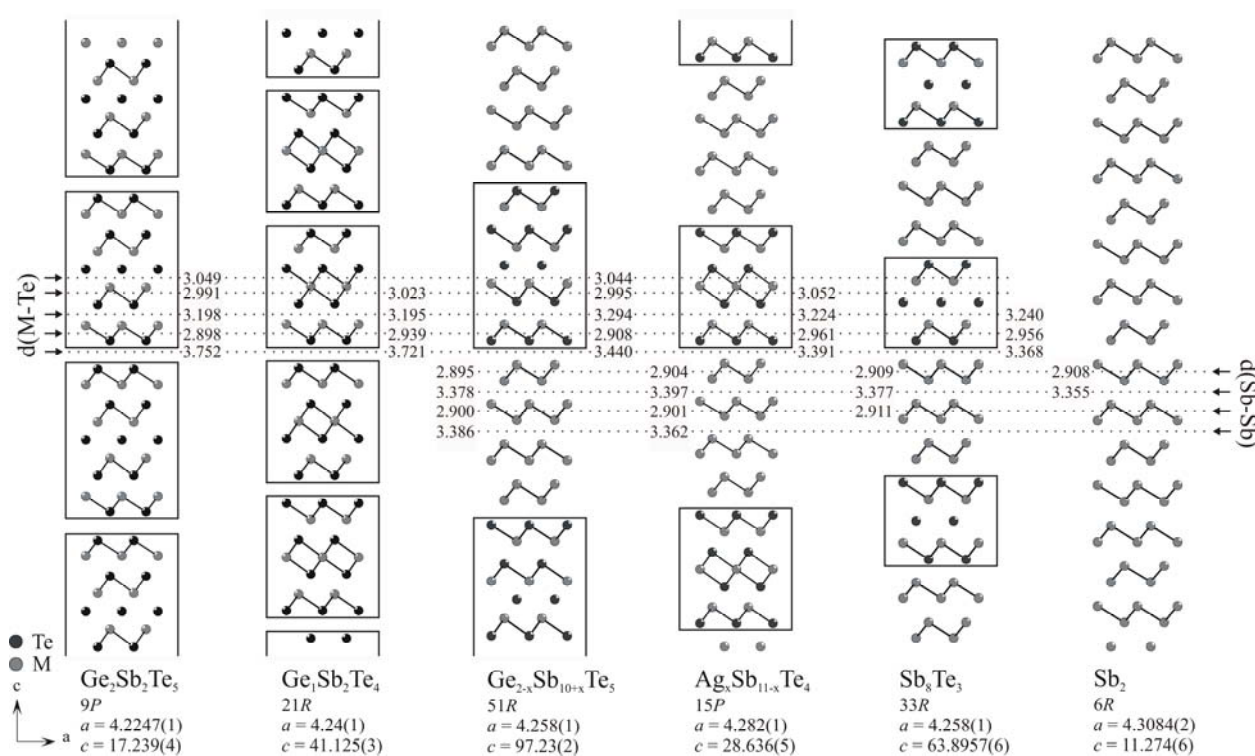 d(M-Te)
3.049 3.044
2.991 3.023 2.995 3.052
3.198 3.195 3.294 3.224 3.240
2.898 2.939 2.908 2.961 2.956
3.752 3.721 3.440 3.391 3.368
2.895 2.904 2.909 2.908
3.378 3.397 3.377 3.355
2.900 2.901 2.911
3.386 3.362
d(Sb-Sb)
Te
M
c
a
Ge₂Sb₂Te₅
9P
a = 4.2247(1)
c = 17.239(4)
Ge₁Sb₂Te₄
21R
a = 4.24(1)
c = 41.125(3)
Ge₂₋ₓSb₁₀₊ₓTe₅
51R
a = 4.258(1)
c = 97.23(2)
AgₓSb₁₁₋ₓTe₄
15P
a = 4.282(1)
c = 28.636(5)
Sb₈Te₃
33R
a = 4.258(1)
c = 63.8957(6)
Sb₂
6R
a = 4.3084(2)
c = 11.274(6)